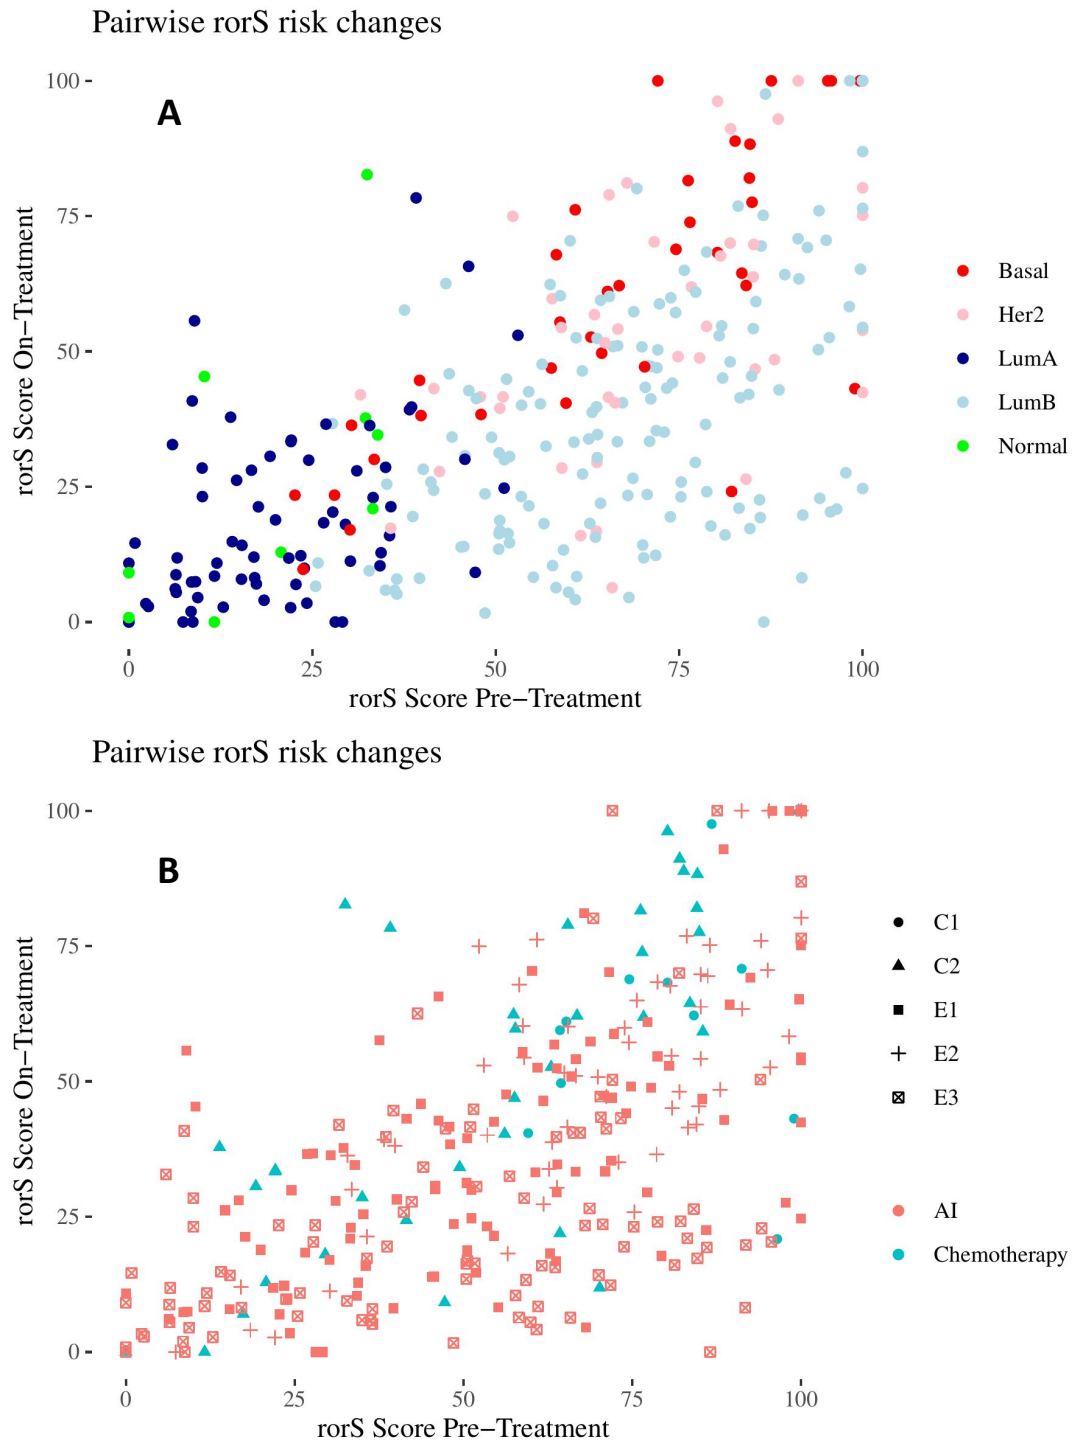 Pairwise rorS risk changes
A
rorS Score On−Treatment
100
75
50
25
0
0 25 50 75 100
rorS Score Pre−Treatment
Basal
Her2
LumA
LumB
Normal
Pairwise rorS risk changes
B
rorS Score On−Treatment
100
75
50
25
0
0 25 50 75 100
rorS Score Pre−Treatment
C1
C2
E1
E2
E3
AI
Chemotherapy